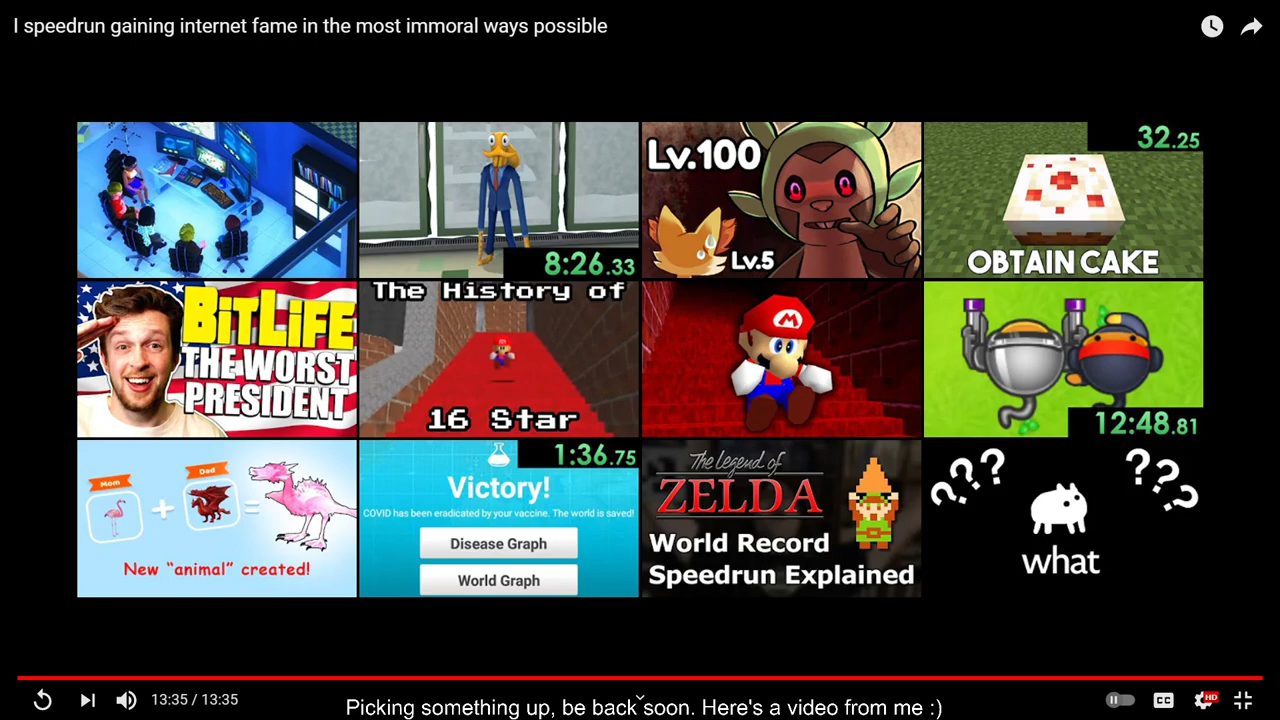 I speedrun gaining internet fame in the most immoral ways possible
8:26.33
Lv.100
Lv.5
32.25
OBTAIN CAKE
BITLIFE
THE WORST
PRESIDENT
The History of
16 Star
M
12:48.81
Mom
Dad
+
=
New “animal” created!
1:36.75
Victory!
COVID has been eradicated by your vaccine. The world is saved!
Disease Graph
World Graph
The Legend of
ZELDA
World Record
Speedrun Explained
???
???
what
13:35 / 13:35
CC
HD
Picking something up, be back soon. Here's a video from me :)